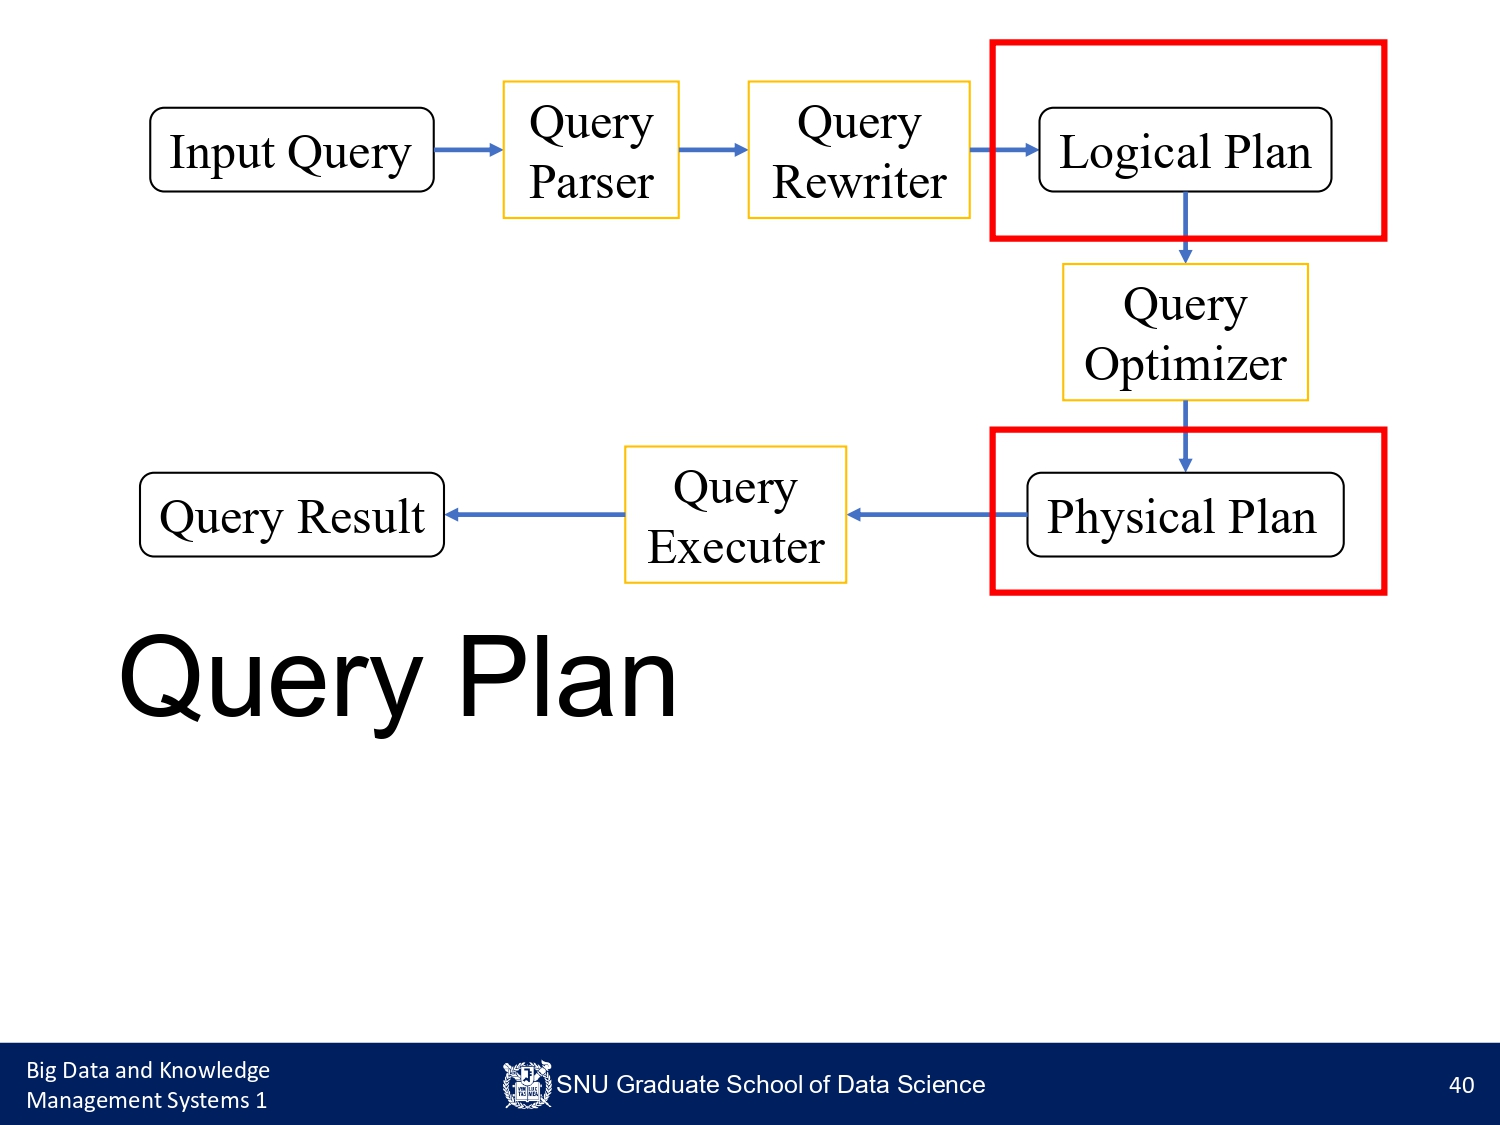 Input Query
Query
Parser
Query
Rewriter
Logical Plan
Query
Optimizer
Physical Plan
Query
Executer
Query Result
Query Plan
Big Data and Knowledge
Management Systems 1
SNU Graduate School of Data Science
40